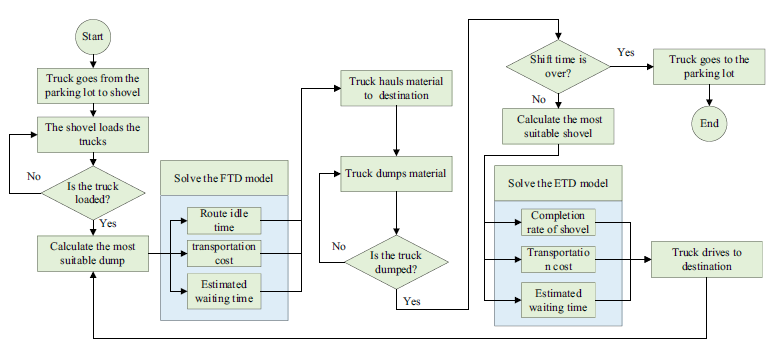 Start
Truck goes from the
parking lot to shovel
The shovel loads the
trucks
No
Is the truck
loaded?
Yes
Calculate the most
suitable dump
Solve the FTD model
Route idle
time
transportation
cost
Estimated
waiting time
Truck hauls material
to destination
Truck dumps material
No
Is the truck
dumped?
Yes
Shift time is
over?
Yes
Truck goes to the
parking lot
End
No
Calculate the most
suitable shovel
Solve the ETD model
Completion
rate of shovel
Transportatio
n cost
Estimated
waiting time
Truck drives to
destination